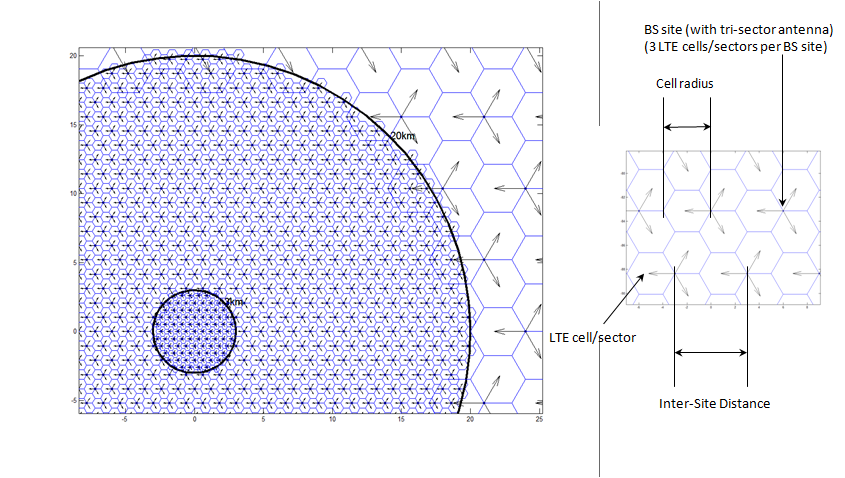 20
15
10
5
0
-5
-5
0
5
10
15
20
25
20km
3km
BS site (with tri-sector antenna)
(3 LTE cells/sectors per BS site)
Cell radius
LTE cell/sector
Inter-Site Distance